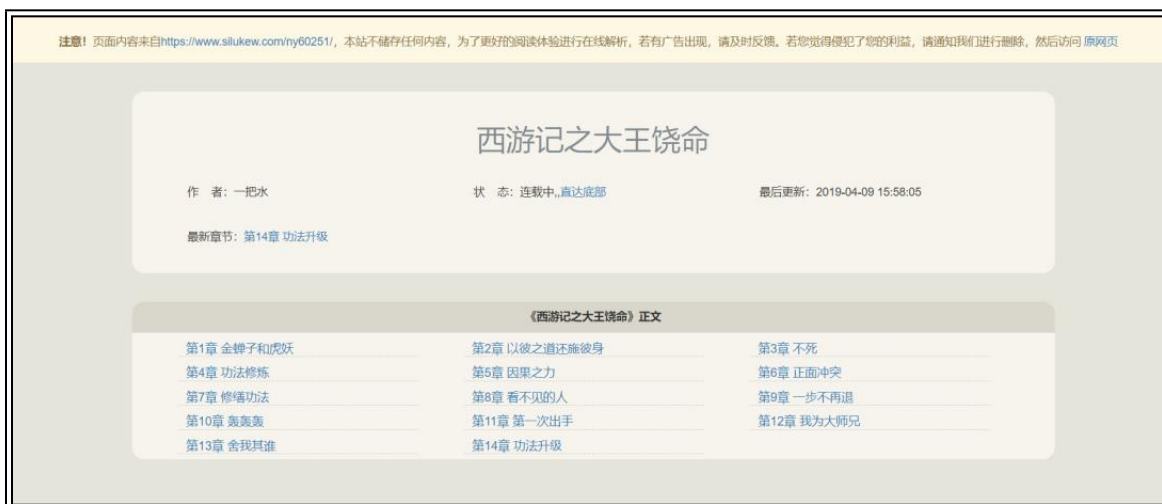 注意！页面内容来自https://www.silukew.com/ny60251/，本站不储存任何内容，为了更好的阅读体验进行在线解析，若有广告出现，请及时反馈。若您觉得侵犯了您的利益，请通知我们进行删除，然后访问 原网页
西游记之大王饶命
作 者：一把水 状 态：连载中,,直达底部 最后更新：2019-04-09 15:58:05
最新章节：第14章 功法升级
《西游记之大王饶命》正文
第1章 金蝉子和虎妖 第2章 以彼之道还施彼身 第3章 不死
第4章 功法修炼 第5章 因果之力 第6章 正面冲突
第7章 修缮功法 第8章 看不见的人 第9章 一步不再退
第10章 轰轰轰 第11章 第一次出手 第12章 我为大师兄
第13章 舍我其谁 第14章 功法升级